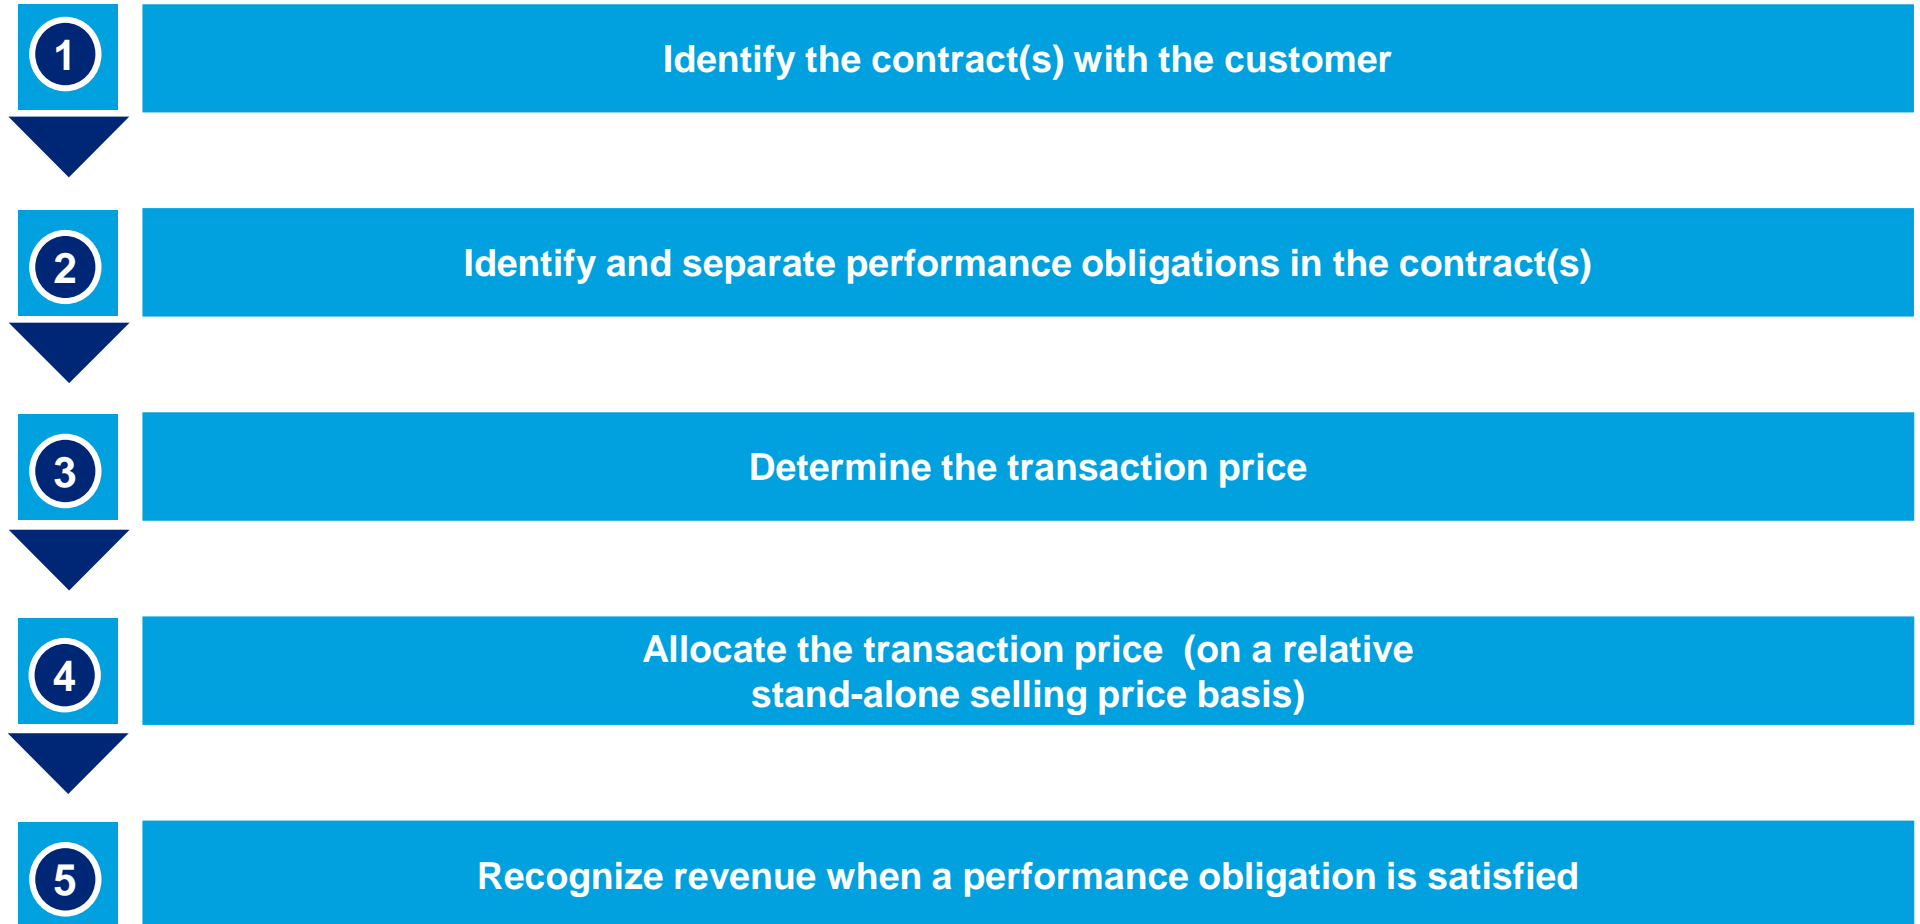 1
Identify the contract(s) with the customer
2
Identify and separate performance obligations in the contract(s)
3
Determine the transaction price
4
Allocate the transaction price  (on a relative
stand-alone selling price basis)
5
Recognize revenue when a performance obligation is satisfied